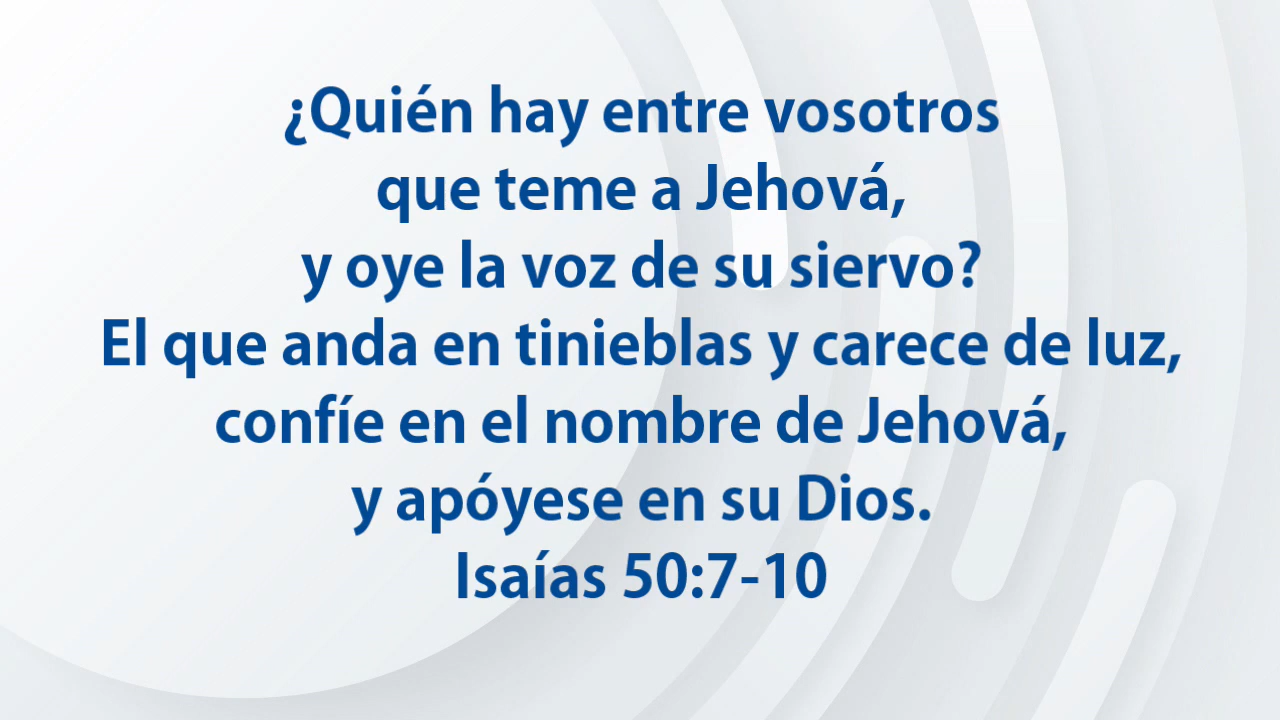 ¿Quién hay entre vosotros
que teme a Jehová,
y oye la voz de su siervo?
El que anda en tinieblas y carece de luz,
confíe en el nombre de Jehová,
y apóyese en su Dios.
Isaías 50:7-10